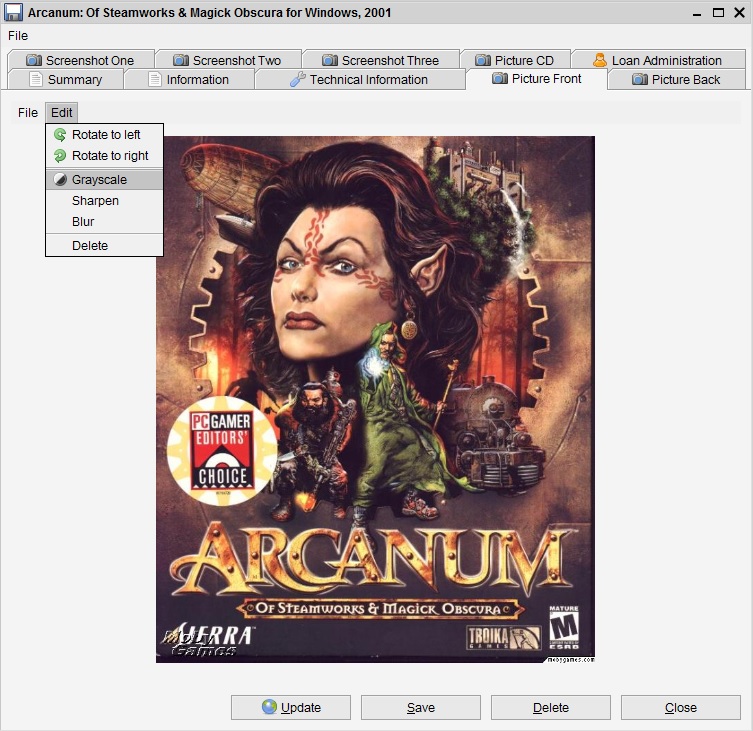 Arcanum: Of Steamworks & Magick Obscura for Windows, 2001
File
Screenshot One
Screenshot Two
Screenshot Three
Picture CD
Loan Administration
Summary
Information
Technical Information
Picture Front
Picture Back
File
Edit
Rotate to left
Rotate to right
Grayscale
Sharpen
Blur
Delete
PC GAMER
EDITORS'
CHOICE
ARCANUM
OF STEAMWORKS & MAGICK OBSCURA
SIERRA™
Moby
Games
TROIKA
GAMES
MATURE
M
ESRB
mobygames.com
Update
Save
Delete
Close